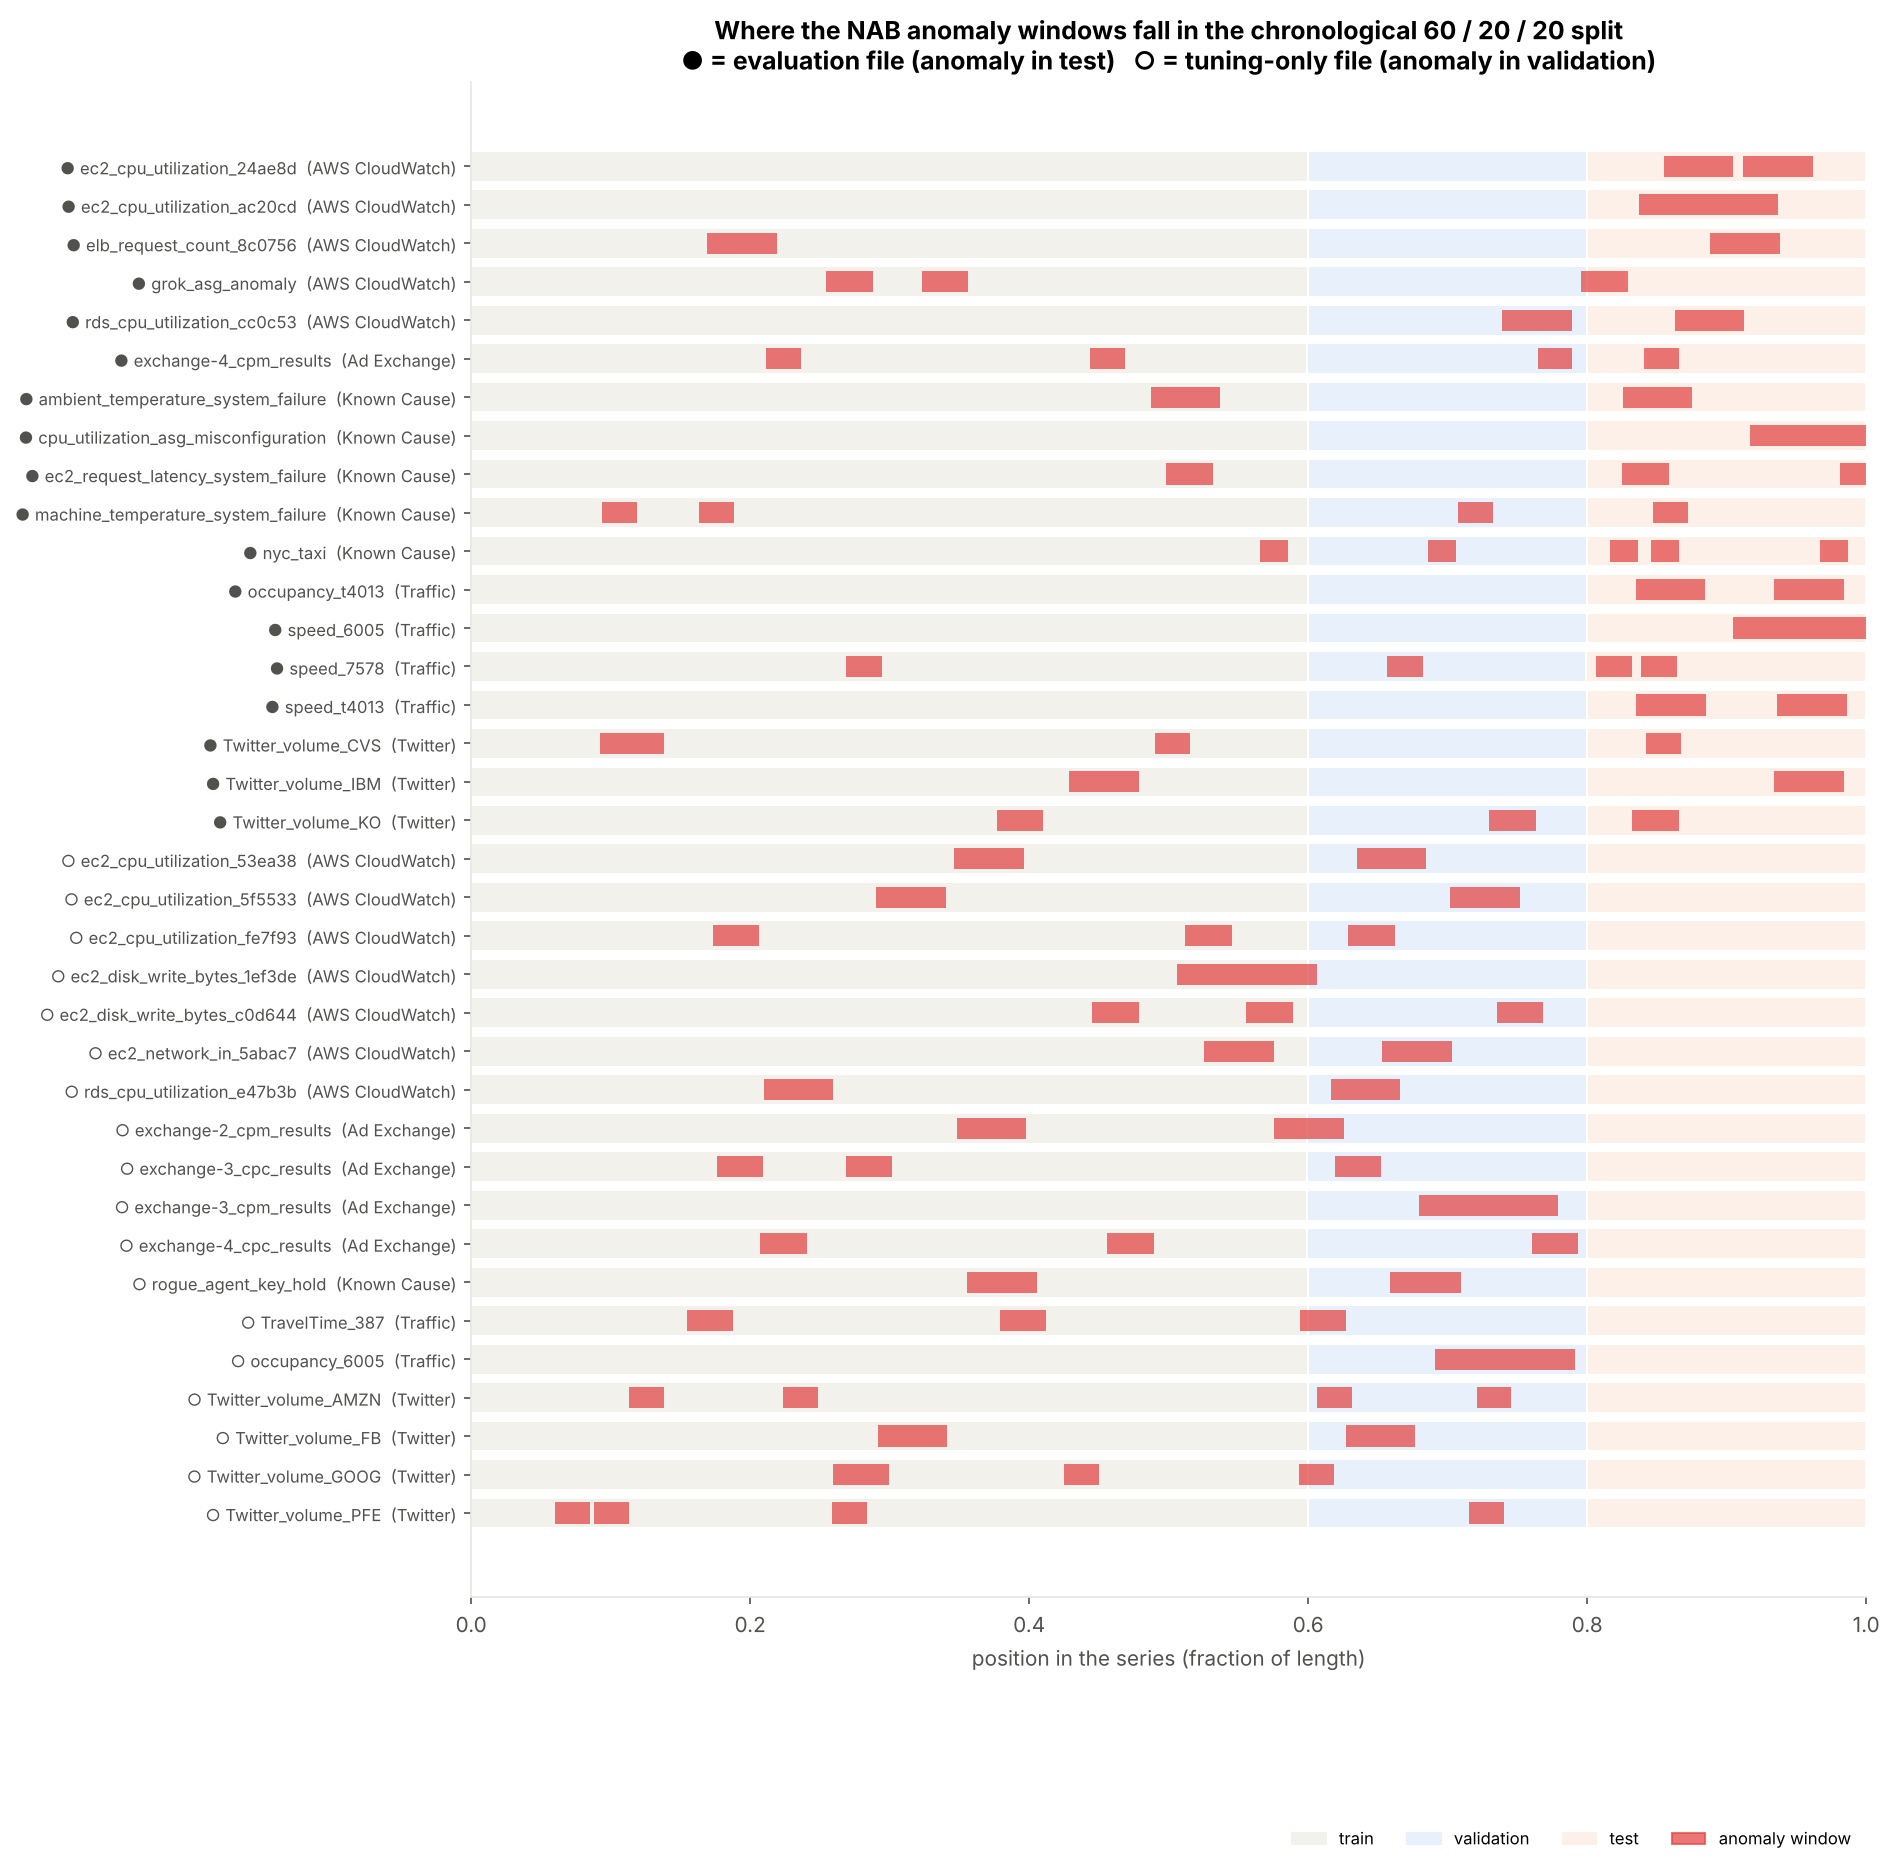 Where the NAB anomaly windows fall in the chronological 60 / 20 / 20 split
● = evaluation file (anomaly in test)   ○ = tuning-only file (anomaly in validation)
● ec2_cpu_utilization_24ae8d (AWS CloudWatch)
● ec2_cpu_utilization_ac20cd (AWS CloudWatch)
● elb_request_count_8c0756 (AWS CloudWatch)
● grok_asg_anomaly (AWS CloudWatch)
● rds_cpu_utilization_cc0c53 (AWS CloudWatch)
● exchange-4_cpm_results (Ad Exchange)
● ambient_temperature_system_failure (Known Cause)
● cpu_utilization_asg_misconfiguration (Known Cause)
● ec2_request_latency_system_failure (Known Cause)
● machine_temperature_system_failure (Known Cause)
● nyc_taxi (Known Cause)
● occupancy_t4013 (Traffic)
● speed_6005 (Traffic)
● speed_7578 (Traffic)
● speed_t4013 (Traffic)
● Twitter_volume_CVS (Twitter)
● Twitter_volume_IBM (Twitter)
● Twitter_volume_KO (Twitter)
○ ec2_cpu_utilization_53ea38 (AWS CloudWatch)
○ ec2_cpu_utilization_5f5533 (AWS CloudWatch)
○ ec2_cpu_utilization_fe7f93 (AWS CloudWatch)
○ ec2_disk_write_bytes_1ef3de (AWS CloudWatch)
○ ec2_disk_write_bytes_c0d644 (AWS CloudWatch)
○ ec2_network_in_5abac7 (AWS CloudWatch)
○ rds_cpu_utilization_e47b3b (AWS CloudWatch)
○ exchange-2_cpm_results (Ad Exchange)
○ exchange-3_cpc_results (Ad Exchange)
○ exchange-3_cpm_results (Ad Exchange)
○ exchange-4_cpc_results (Ad Exchange)
○ rogue_agent_key_hold (Known Cause)
○ TravelTime_387 (Traffic)
○ occupancy_6005 (Traffic)
○ Twitter_volume_AMZN (Twitter)
○ Twitter_volume_FB (Twitter)
○ Twitter_volume_GOOG (Twitter)
○ Twitter_volume_PFE (Twitter)
0.0 0.2 0.4 0.6 0.8 1.0
position in the series (fraction of length)
train validation test anomaly window